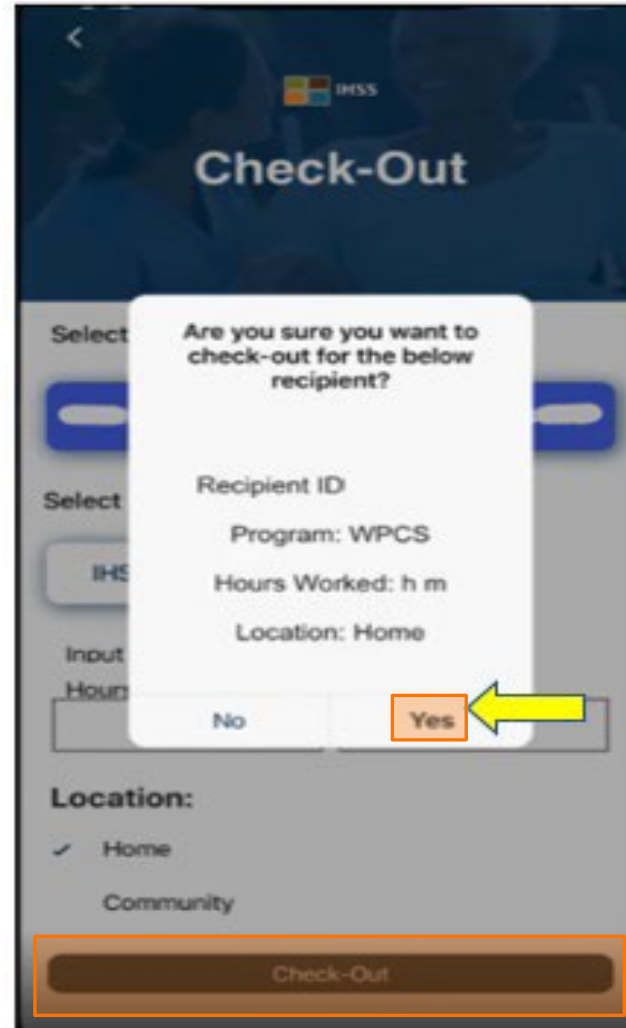 IHSS
Check-Out
Select
Are you sure you want to
check-out for the below
recipient?
Recipient ID
Select
Program: WPCS
IHS
Hours Worked: h m
Location: Home
Input
Hours
No Yes
Location:
Home
Community
Check-Out